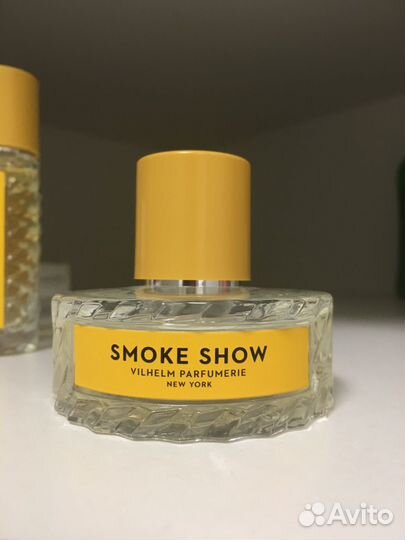 SMOKE SHOW
VILHELM PARFUMERIE
NEW YORK
Avito